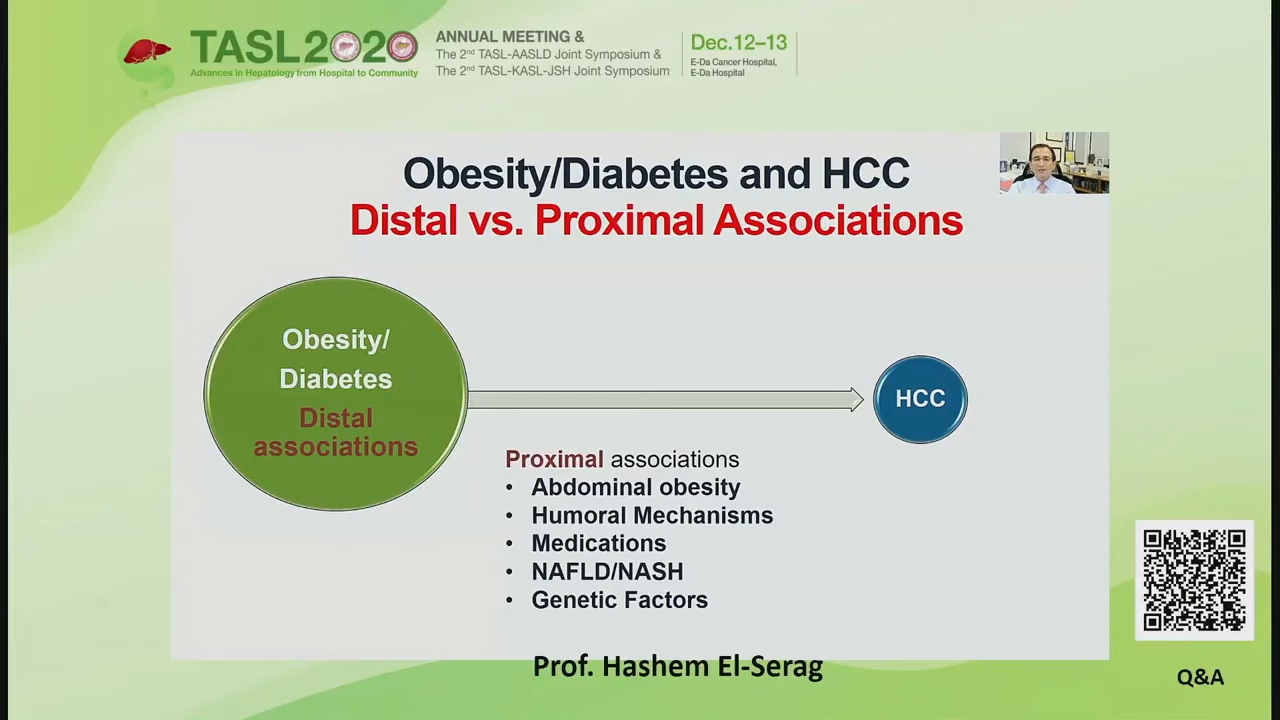 TASL2020
Advances in Hepatology from Hospital to Community
ANNUAL MEETING &
The 2nd TASL-AASLD Joint Symposium &
The 2nd TASL-KASL-JSH Joint Symposium
Dec.12–13
E-Da Cancer Hospital,
E-Da Hospital
Obesity/Diabetes and HCC
Distal vs. Proximal Associations
Obesity/
Diabetes
Distal
associations
HCC
Proximal associations
• Abdominal obesity
• Humoral Mechanisms
• Medications
• NAFLD/NASH
• Genetic Factors
Prof. Hashem El-Serag
Q&A